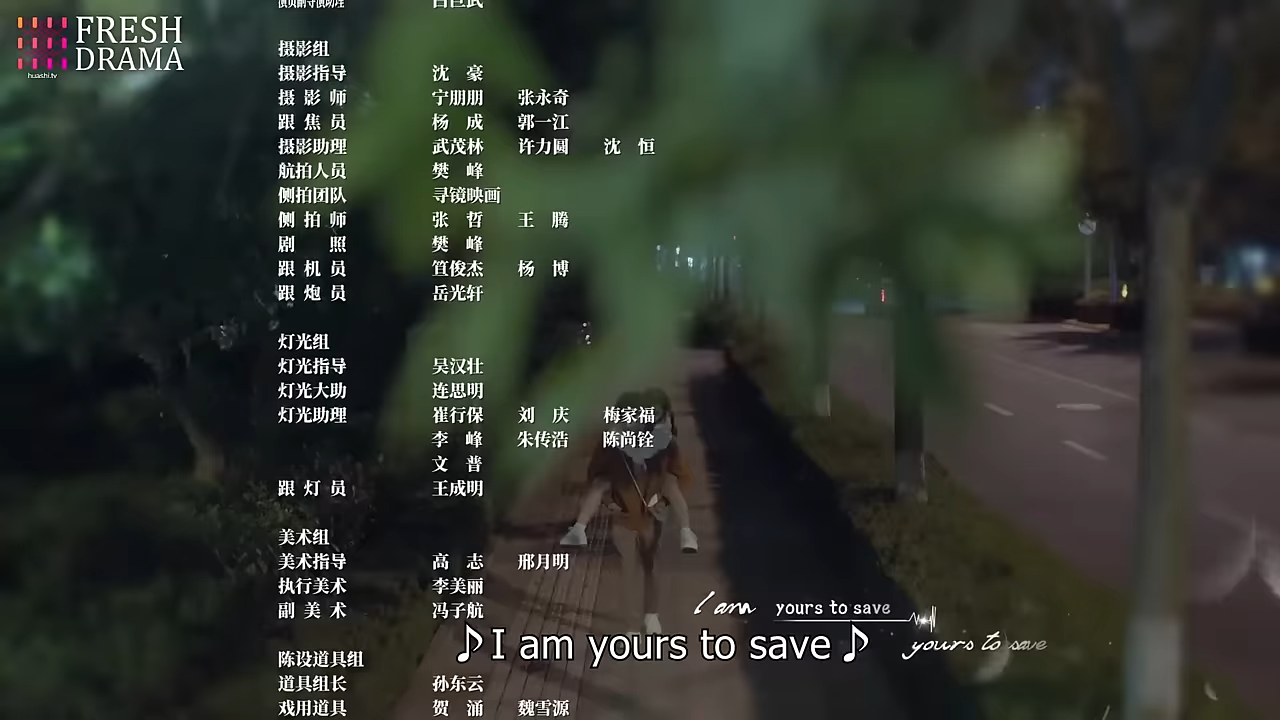 FRESH
DRAMA
huashi.tv
摄影组
摄影指导 沈 豪
摄 影 师 宁朋朋 张永奇
跟 焦 员 杨 成 郭一江
摄影助理 武茂林 许力圆 沈 恒
航拍人员 樊 峰
侧拍团队 寻镜映画
侧 拍 师 张 哲 王 腾
剧 照 樊 峰
跟 机 员 笪俊杰 杨 博
跟 炮 员 岳光轩
灯光组
灯光指导 吴汉壮
灯光大助 连思明
灯光助理 崔行保 刘 庆 梅家福
李 峰 朱传浩 陈尚铨
文 普
跟 灯 员 王成明
美术组
美术指导 高 志 邢月明
执行美术 李美丽
副 美 术 冯子航
I am yours to save
yours to save
♪I am yours to save♪
陈设道具组
道具组长 孙东云
戏用道具 贺 涌 魏雪源